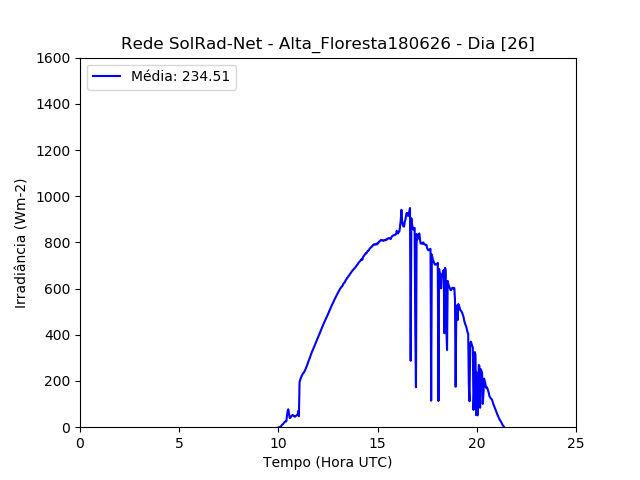 Rede SolRad-Net - Alta_Floresta180626 - Dia [26]
Média: 234.51
Irradiância (Wm-2)
1600
1400
1200
1000
800
600
400
200
0
0 5 10 15 20 25
Tempo (Hora UTC)